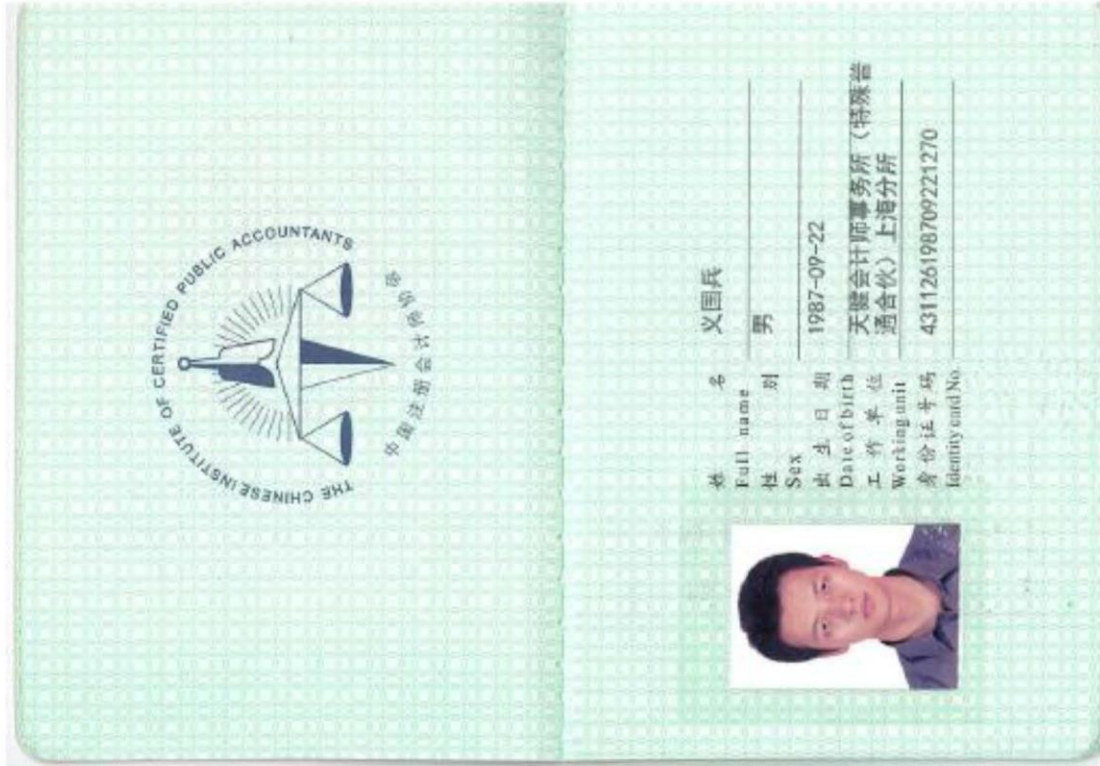 THE CHINESE INSTITUTE OF CERTIFIED PUBLIC ACCOUNTANTS
中国注册会计师协会
姓名 义国兵
Full name
性别 男
Sex
出生日期 1987-09-22
Date of birth
工作单位 天健会计师事务所（特殊普
Working unit 通合伙）上海分所
身份证号码 431126198709221270
Identity card No.